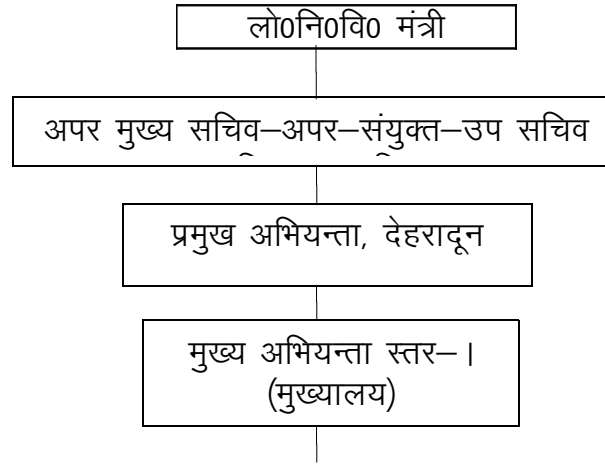 लो0नि0वि0 मंत्री
अपर मुख्य सचिव–अपर–संयुक्त–उप सचिव
प्रमुख अभियन्ता, देहरादून
मुख्य अभियन्ता स्तर–।
(मुख्यालय)